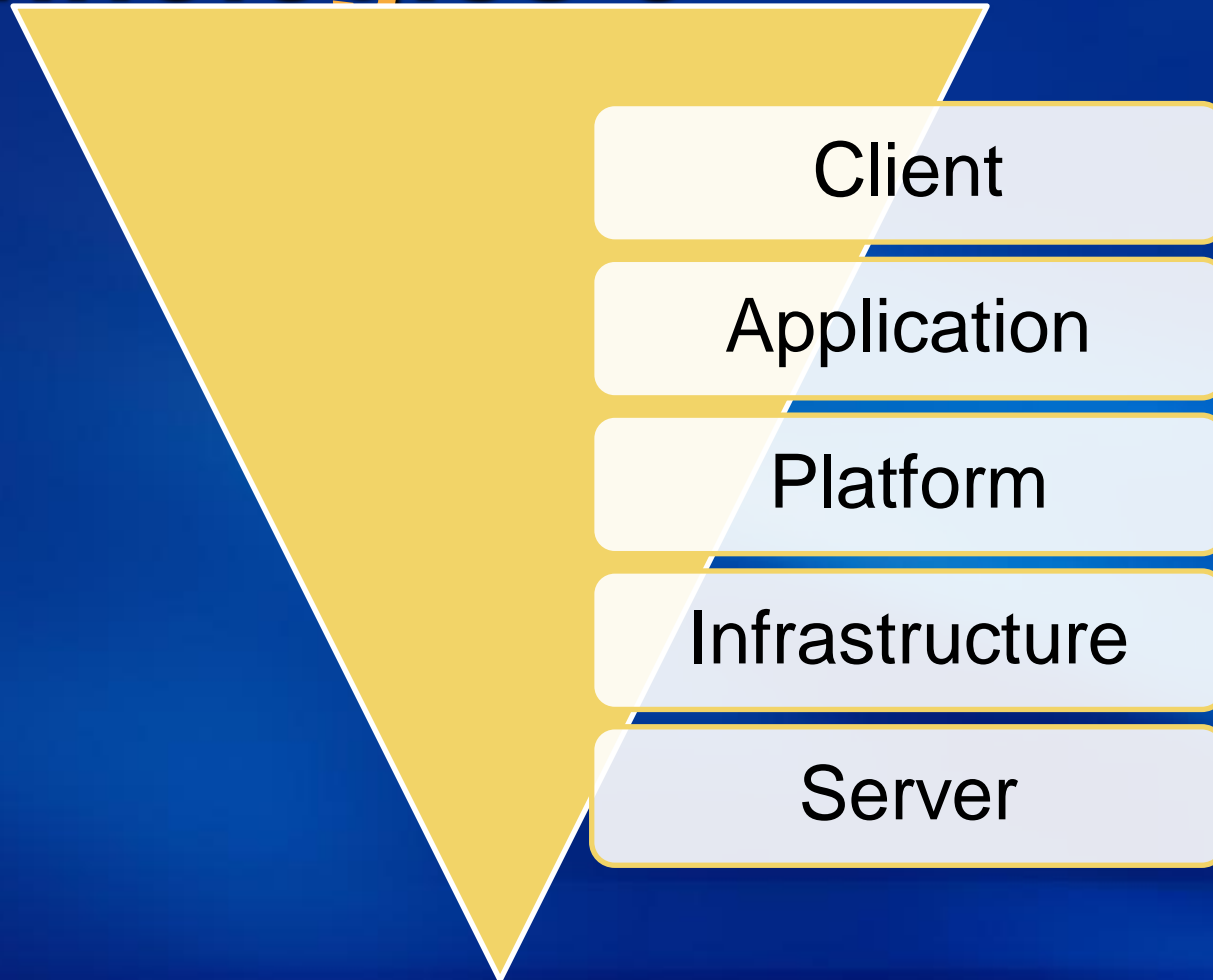 Client
Application
Platform
Infrastructure
Server